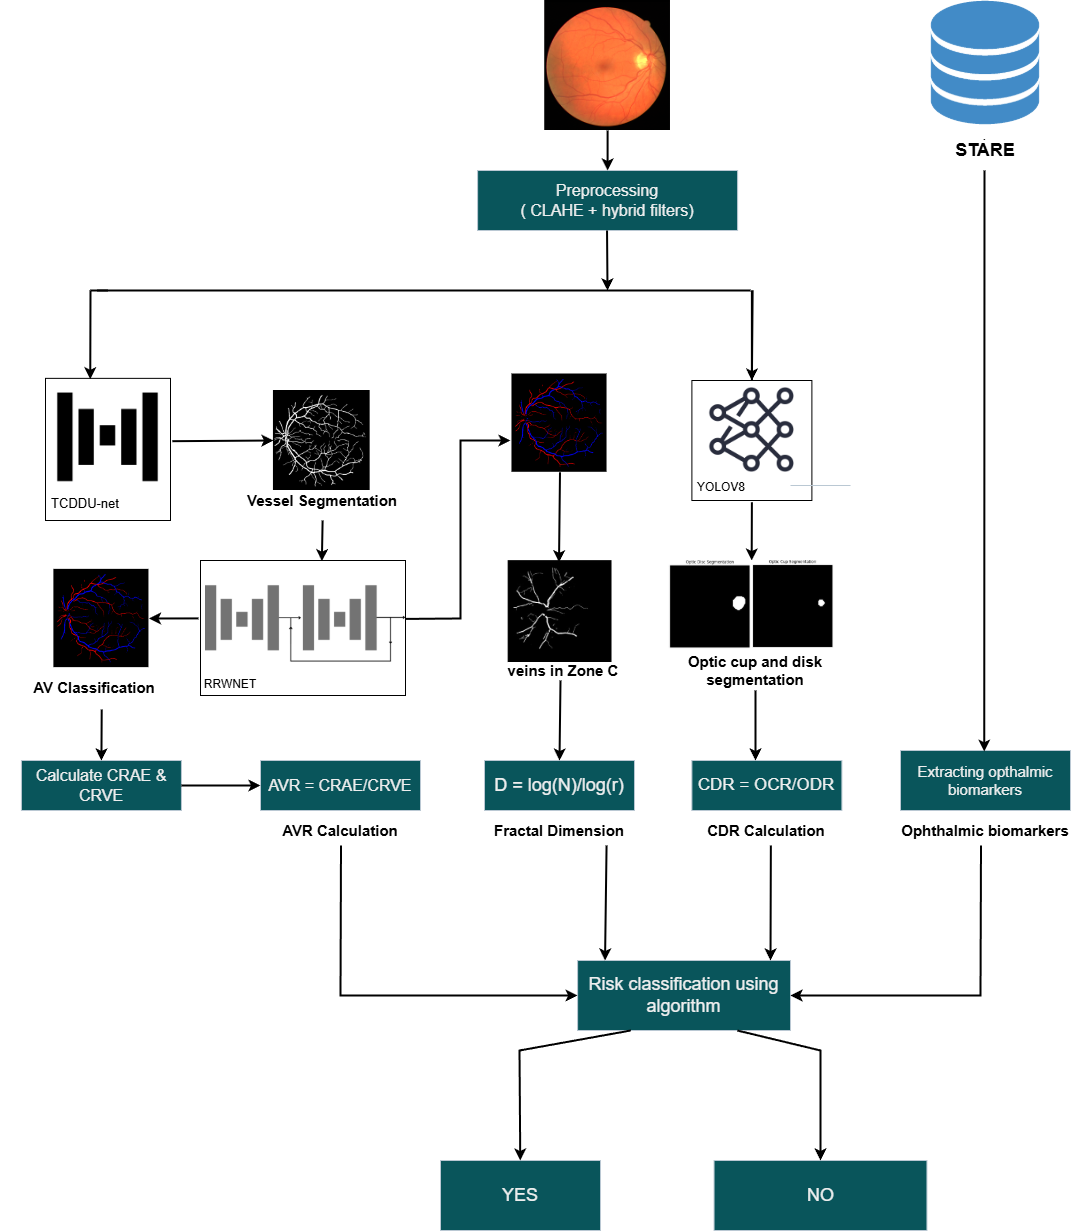 STARE
Preprocessing
( CLAHE + hybrid filters)
TCDDU-net
Vessel Segmentation
YOLOV8
Optic Disc Segmentation
Optic Cup Segmentation
Optic cup and disk
segmentation
veins in Zone C
RRWNET
AV Classification
Calculate CRAE &
CRVE
AVR = CRAE/CRVE
AVR Calculation
D = log(N)/log(r)
Fractal Dimension
CDR = OCR/ODR
CDR Calculation
Extracting opthalmic
biomarkers
Ophthalmic biomarkers
Risk classification using
algorithm
YES
NO